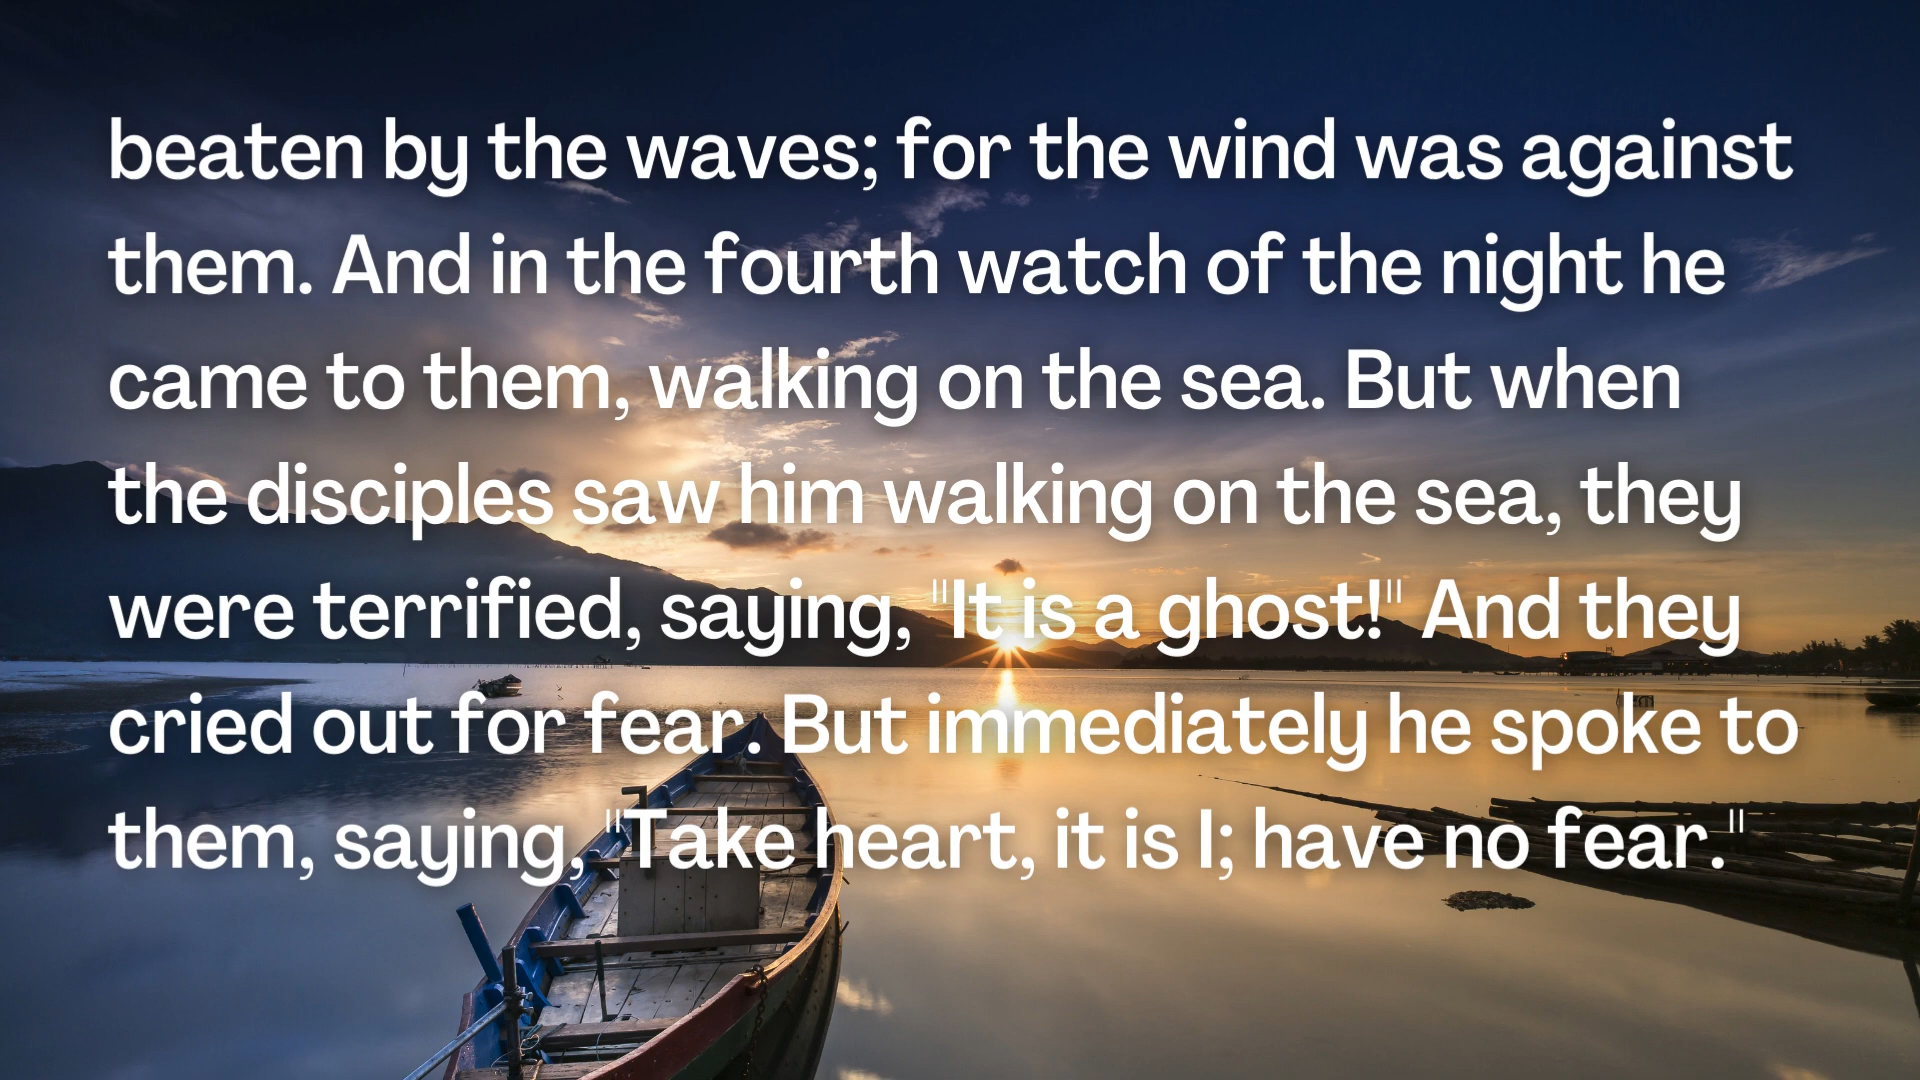 beaten by the waves; for the wind was against
them. And in the fourth watch of the night he
came to them, walking on the sea. But when
the disciples saw him walking on the sea, they
were terrified, saying, "It is a ghost!" And they
cried out for fear. But immediately he spoke to
them, saying, "Take heart, it is I; have no fear."